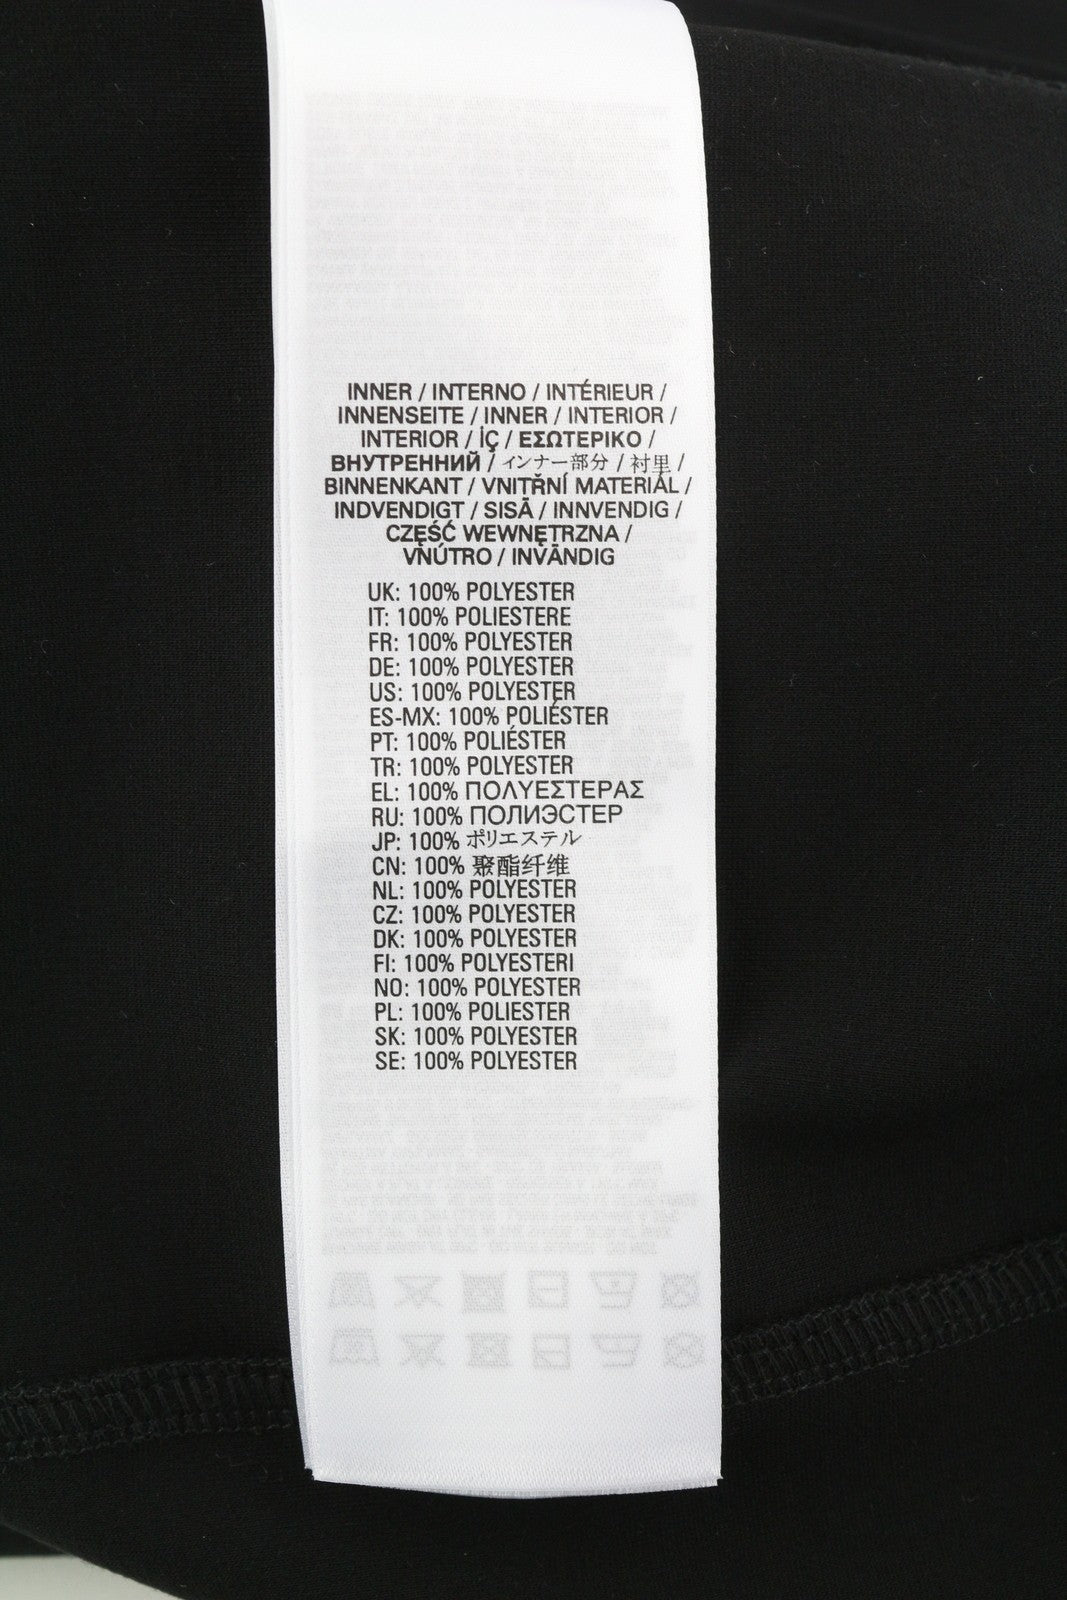 INNER / INTERNO / INTÉRIEUR /
INNENSEITE / INNER / INTERIOR /
INTERIOR / İÇ / ΕΣΩΤΕΡΙΚΟ /
ВНУТРЕННИЙ / インナー部分 / 衬里 /
BINNENKANT / VNITŘNÍ MATERIÁL /
INDVENDIGT / SISÄ / INNVENDIG /
CZĘŚĆ WEWNĘTRZNA /
VNÚTRO / INVÄNDIG
UK: 100% POLYESTER
IT: 100% POLIESTERE
FR: 100% POLYESTER
DE: 100% POLYESTER
US: 100% POLYESTER
ES-MX: 100% POLIÉSTER
PT: 100% POLIÉSTER
TR: 100% POLYESTER
EL: 100% ΠΟΛΥΕΣΤΕΡΑΣ
RU: 100% ПОЛИЭСТЕР
JP: 100% ポリエステル
CN: 100% 聚酯纤维
NL: 100% POLYESTER
CZ: 100% POLYESTER
DK: 100% POLYESTER
FI: 100% POLYESTERI
NO: 100% POLYESTER
PL: 100% POLIESTER
SK: 100% POLYESTER
SE: 100% POLYESTER